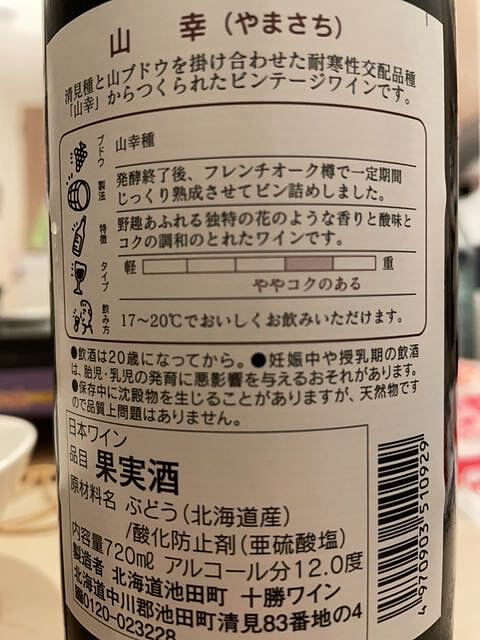 山　幸（やまさち）
清見種と山ブドウを掛け合わせた耐寒性交配品種
「山幸」からつくられたビンテージワインです。
ブドウ
山幸種
製法
発酵終了後、フレンチオーク樽で一定期間
じっくり熟成させてビン詰めしました。
特徴
野趣あふれる独特の花のような香りと酸味と
コクの調和のとれたワインです。
タイプ
軽　重
ややコクのある
飲み方
17〜20℃でおいしくお飲みいただけます。
●飲酒は20歳になってから。●妊娠中や授乳期の飲酒
は、胎児・乳児の発育に悪影響を与えるおそれがあります。
●保存中に沈殿物を生じることがありますが、天然物です
ので品質上問題はありません。
日本ワイン
品目 果実酒
原材料名 ぶどう（北海道産）
/酸化防止剤（亜硫酸塩）
内容量720㎖ アルコール分12.0度
製造者 北海道池田町 十勝ワイン
北海道中川郡池田町清見83番地の4
0120-023228
4 970903 510929